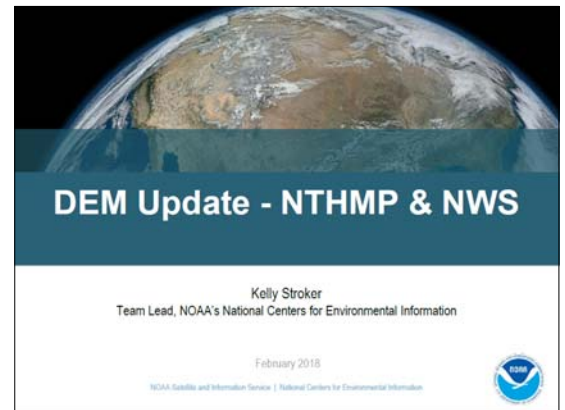 DEM Update - NTHMP & NWS
Kelly Stroker
Team Lead, NOAA's National Centers for Environmental Information
February 2018
NOAA Satellite and Information Service | National Centers for Environmental Information
NOAA